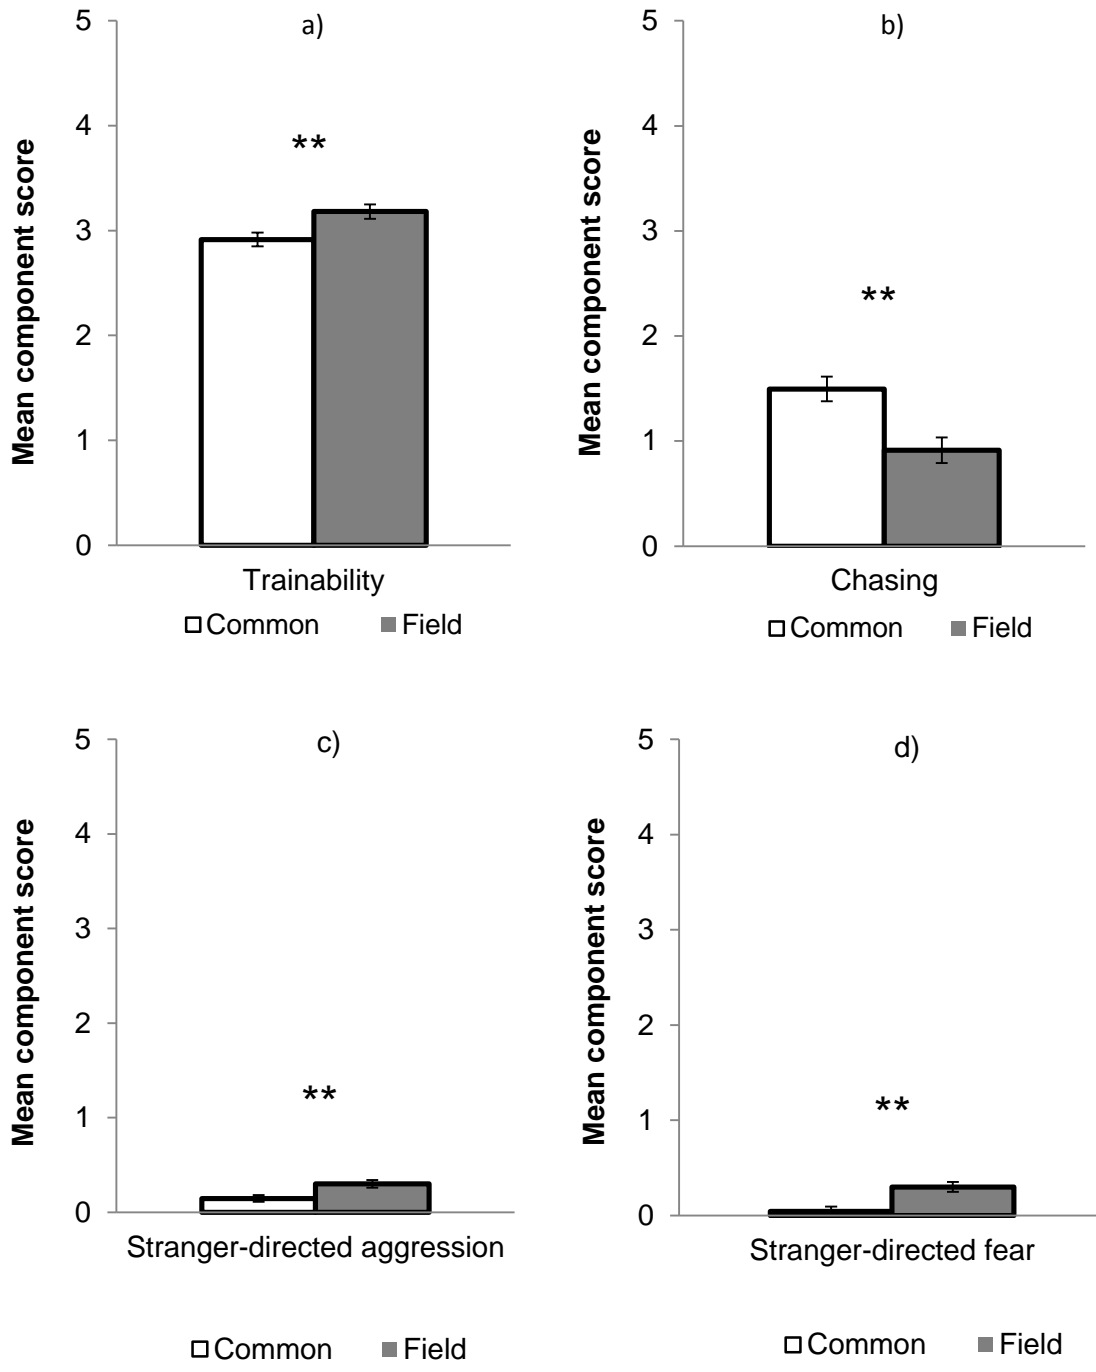 a)
5
4
3
2
1
0
Mean component score
**
Trainability
Common Field
b)
5
4
3
2
1
0
Mean component score
**
Chasing
Common Field
c)
5
4
3
2
1
0
Mean component score
**
Stranger-directed aggression
Common Field
d)
5
4
3
2
1
0
Mean component score
**
Stranger-directed fear
Common Field